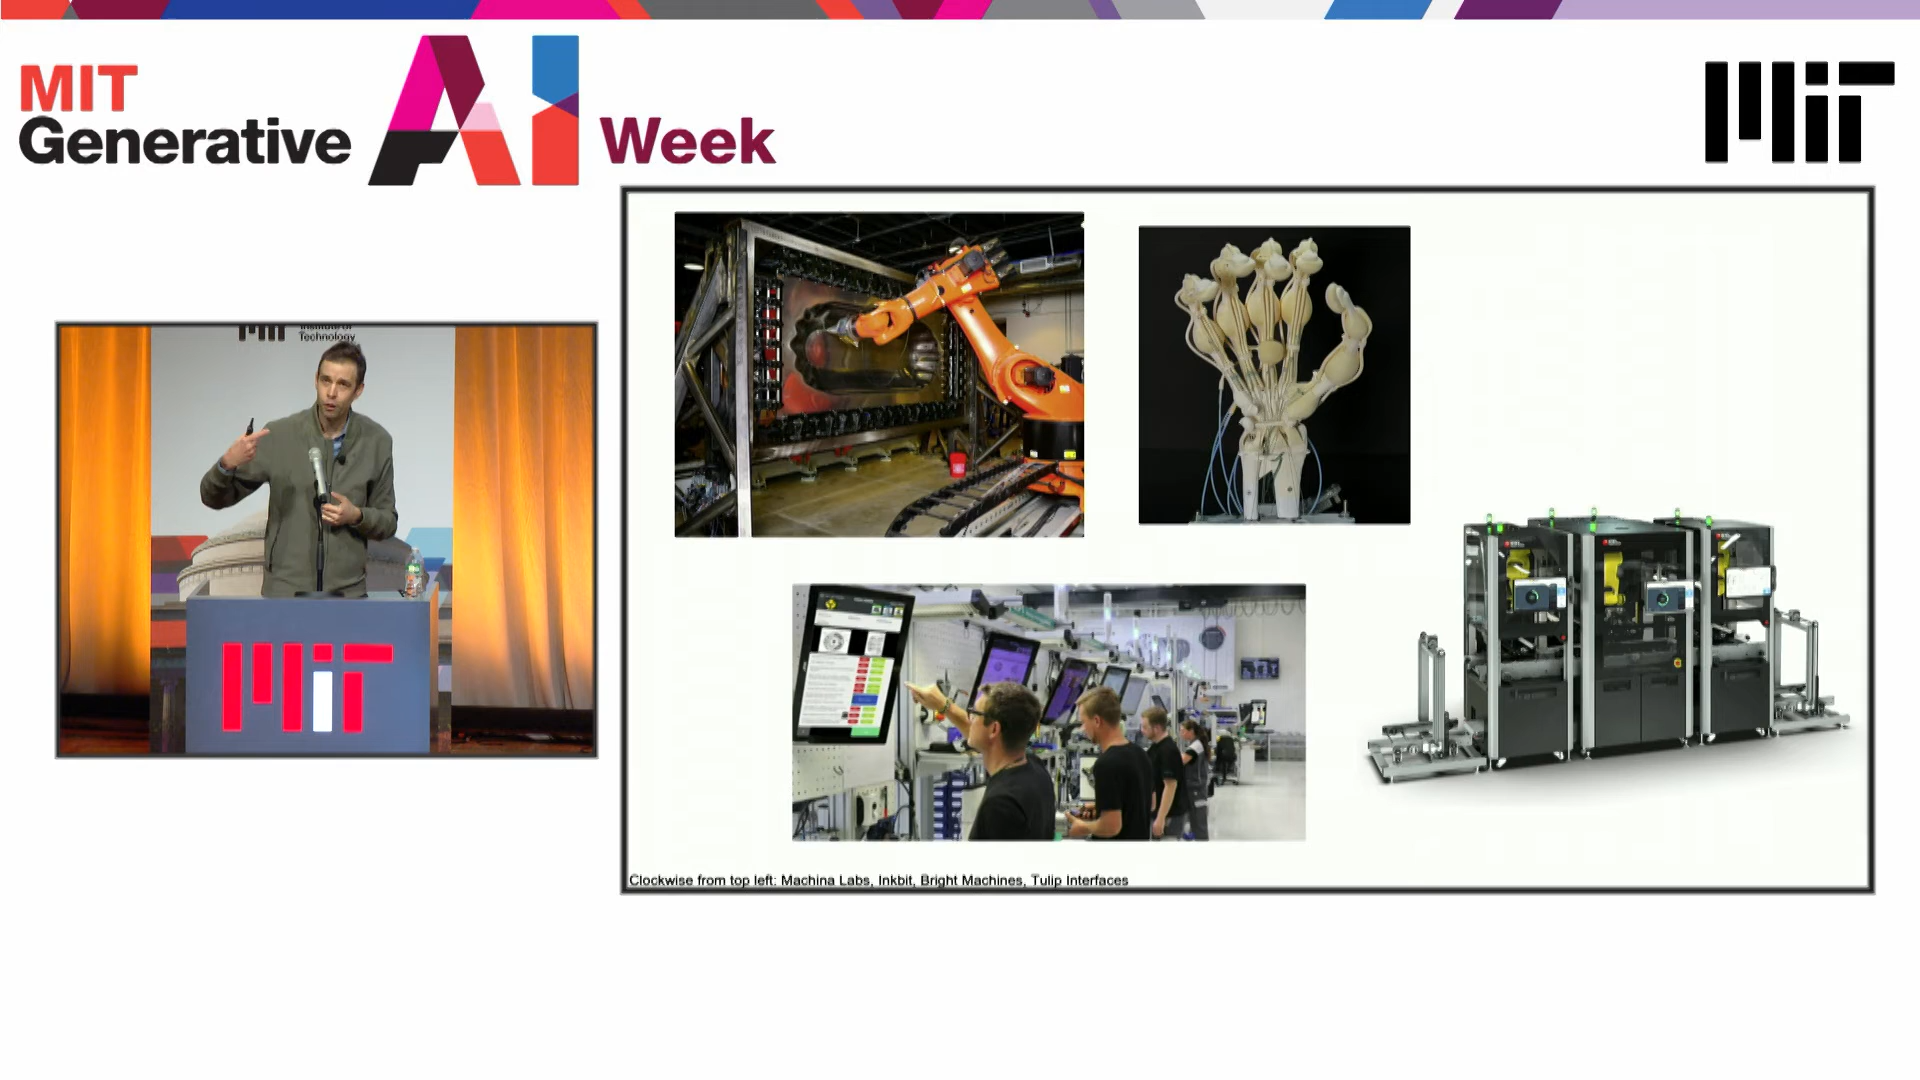 MIT
Generative AI Week
MIT
Institute of
Technology
MIT
Clockwise from top left: Machina Labs, Inkbit, Bright Machines, Tulip Interfaces